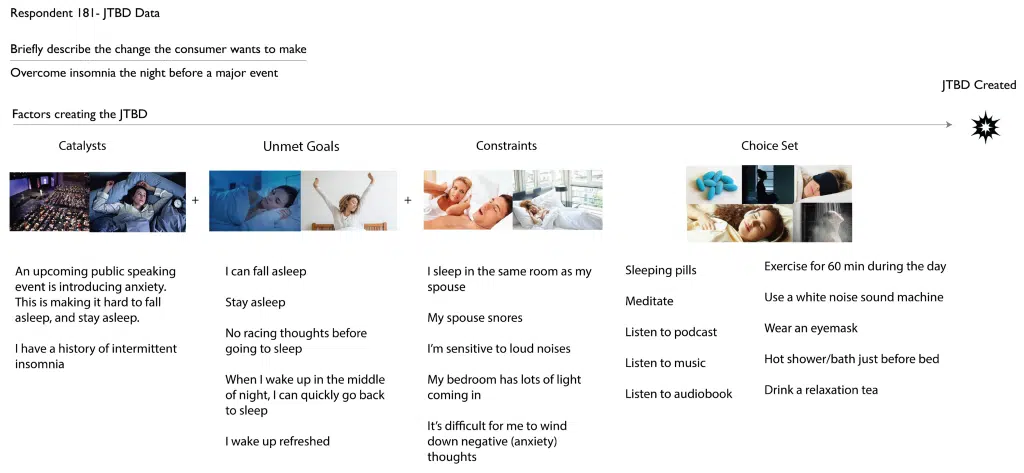 Respondent 181- JTBD Data
Briefly describe the change the consumer wants to make
Overcome insomnia the night before a major event
JTBD Created
Factors creating the JTBD
Catalysts
Unmet Goals
Constraints
Choice Set
+
+
An upcoming public speaking
event is introducing anxiety.
This is making it hard to fall
asleep, and stay asleep.
I have a history of intermittent
insomnia
I can fall asleep
Stay asleep
No racing thoughts before
going to sleep
When I wake up in the middle
of night, I can quickly go back
to sleep
I wake up refreshed
I sleep in the same room as my
spouse
My spouse snores
I'm sensitive to loud noises
My bedroom has lots of light
coming in
It's difficult for me to wind
down negative (anxiety)
thoughts
Sleeping pills
Meditate
Listen to podcast
Listen to music
Listen to audiobook
Exercise for 60 min during the day
Use a white noise sound machine
Wear an eyemask
Hot shower/bath just before bed
Drink a relaxation tea